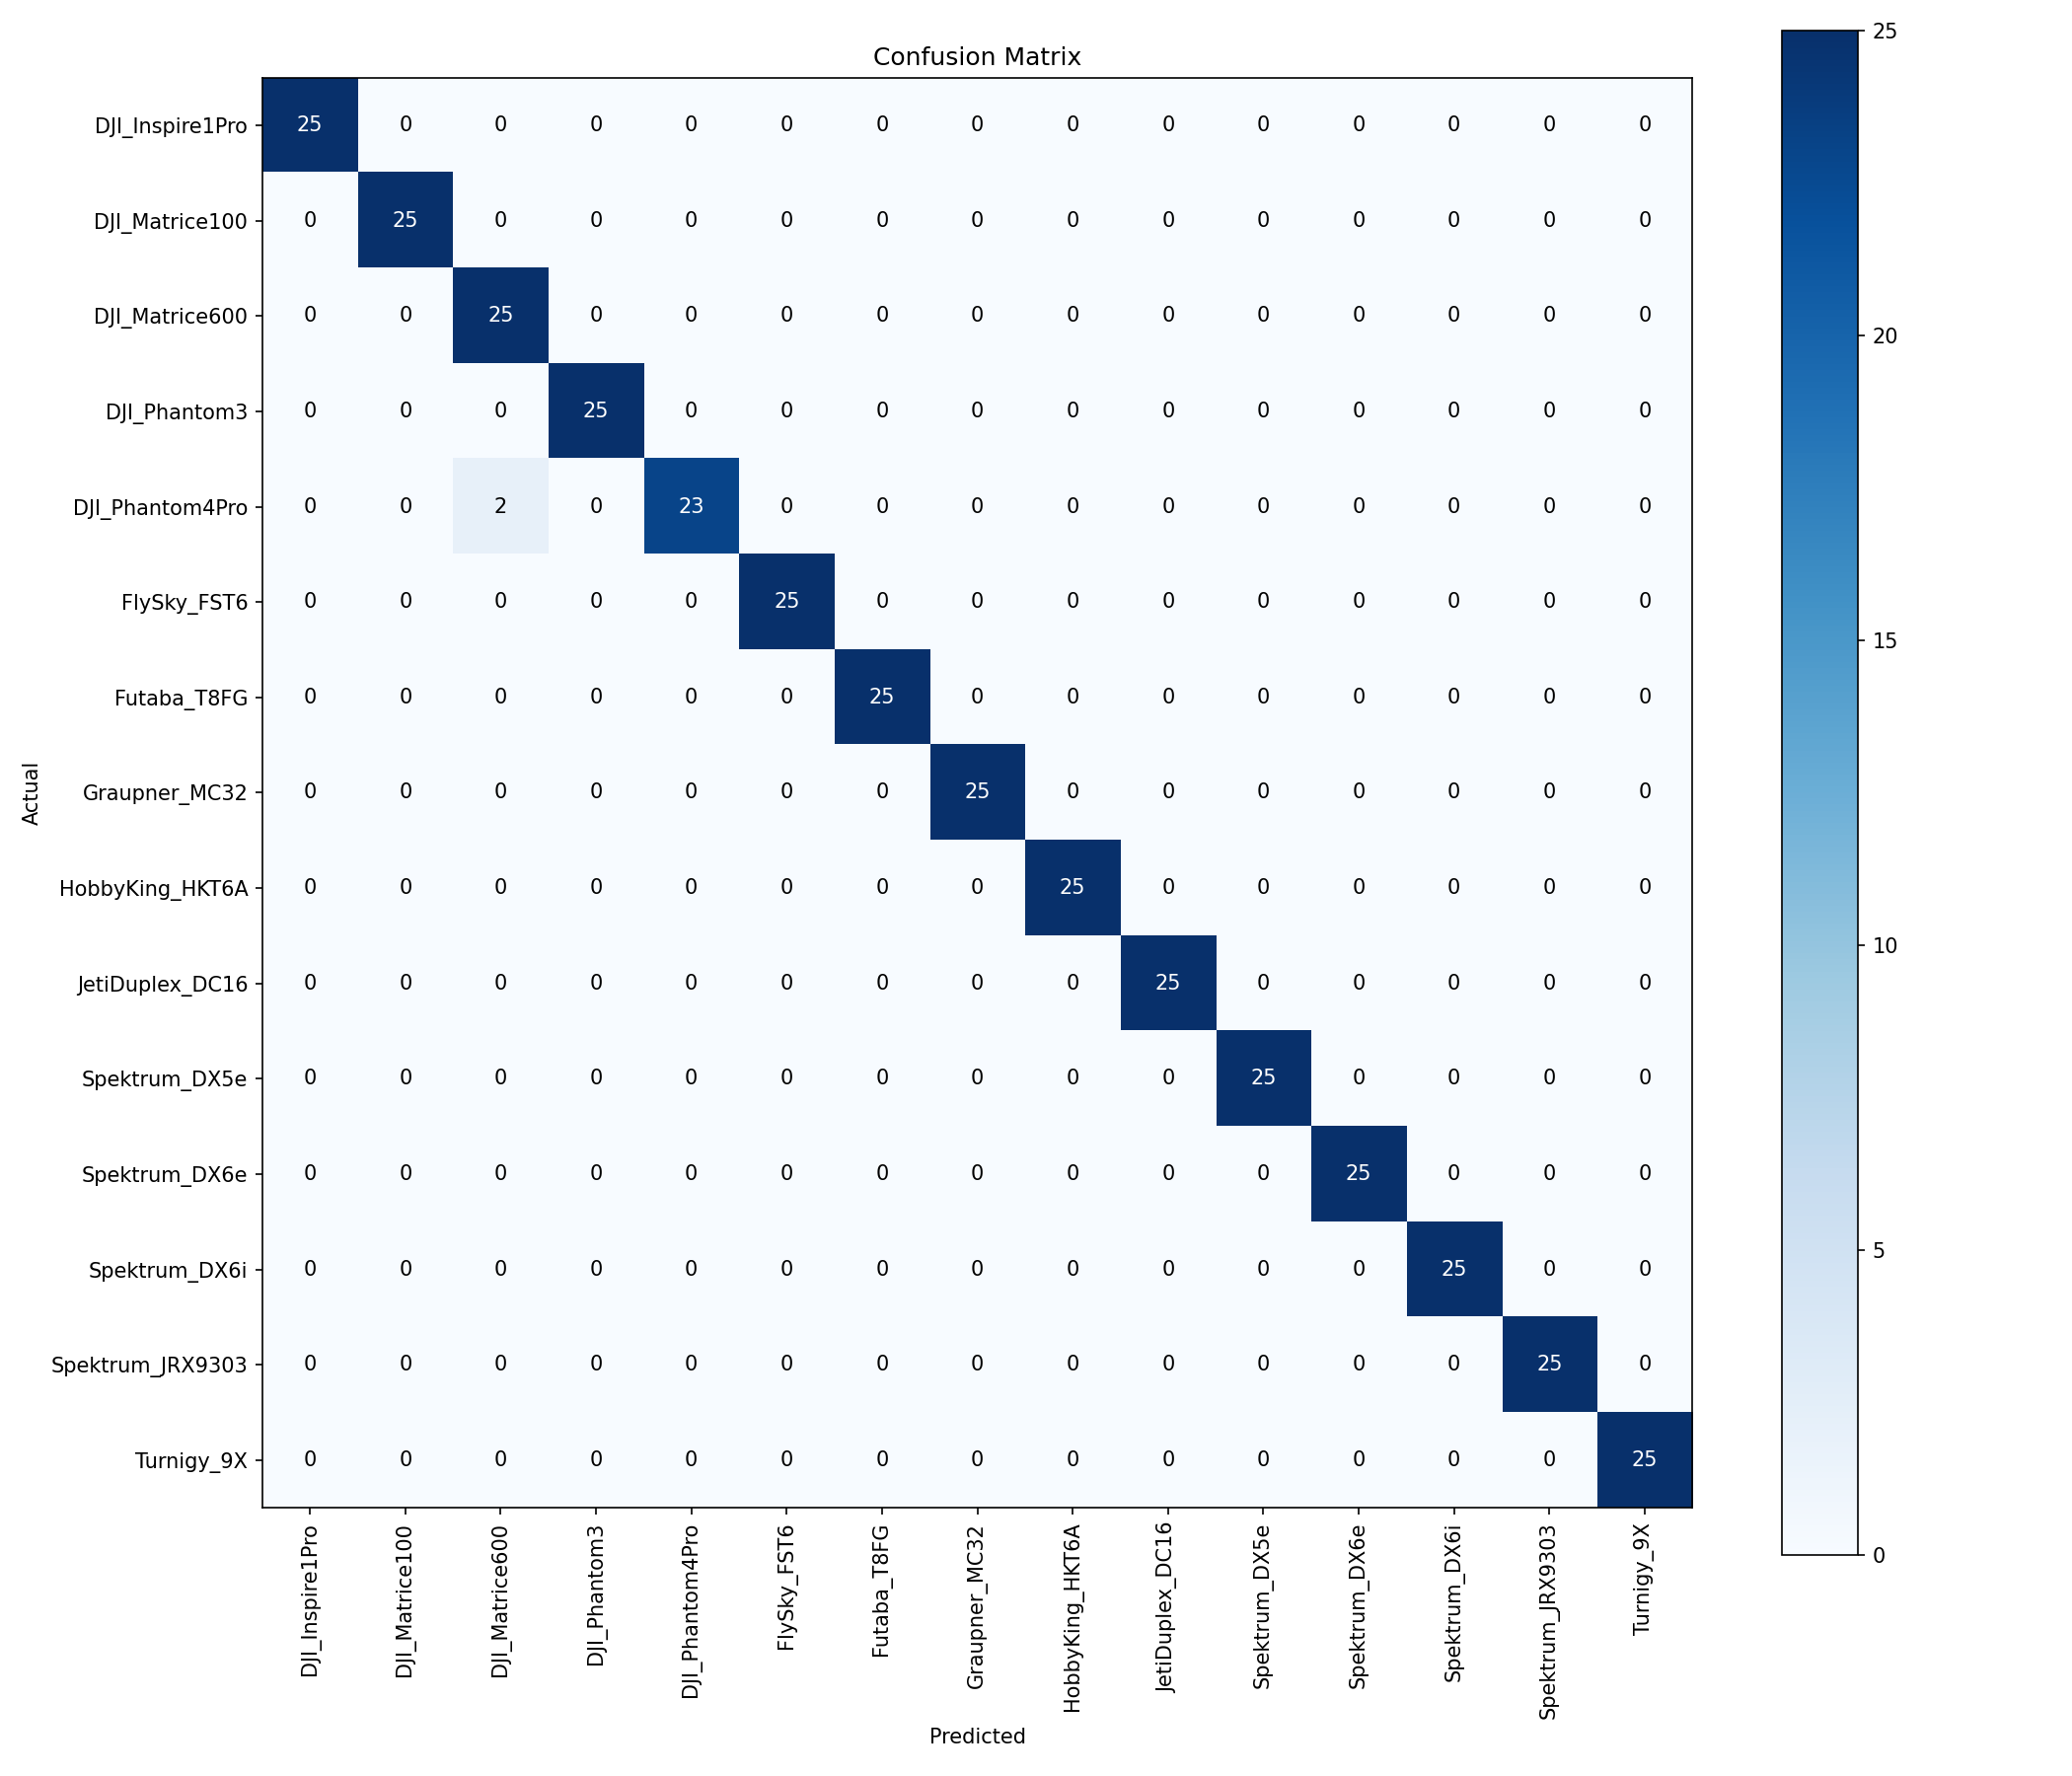 Confusion Matrix
DJI_Inspire1Pro 25 0 0 0 0 0 0 0 0 0 0 0 0 0 0
DJI_Matrice100 0 25 0 0 0 0 0 0 0 0 0 0 0 0 0
DJI_Matrice600 0 0 25 0 0 0 0 0 0 0 0 0 0 0 0
DJI_Phantom3 0 0 0 25 0 0 0 0 0 0 0 0 0 0 0
DJI_Phantom4Pro 0 0 2 0 23 0 0 0 0 0 0 0 0 0 0
FlySky_FST6 0 0 0 0 0 25 0 0 0 0 0 0 0 0 0
Futaba_T8FG 0 0 0 0 0 0 25 0 0 0 0 0 0 0 0
Graupner_MC32 0 0 0 0 0 0 0 25 0 0 0 0 0 0 0
HobbyKing_HKT6A 0 0 0 0 0 0 0 0 25 0 0 0 0 0 0
JetiDuplex_DC16 0 0 0 0 0 0 0 0 0 25 0 0 0 0 0
Spektrum_DX5e 0 0 0 0 0 0 0 0 0 0 25 0 0 0 0
Spektrum_DX6e 0 0 0 0 0 0 0 0 0 0 0 25 0 0 0
Spektrum_DX6i 0 0 0 0 0 0 0 0 0 0 0 0 25 0 0
Spektrum_JRX9303 0 0 0 0 0 0 0 0 0 0 0 0 0 25 0
Turnigy_9X 0 0 0 0 0 0 0 0 0 0 0 0 0 0 25
Actual
DJI_Inspire1Pro
DJI_Matrice100
DJI_Matrice600
DJI_Phantom3
DJI_Phantom4Pro
FlySky_FST6
Futaba_T8FG
Graupner_MC32
HobbyKing_HKT6A
JetiDuplex_DC16
Spektrum_DX5e
Spektrum_DX6e
Spektrum_DX6i
Spektrum_JRX9303
Turnigy_9X
Predicted
25
20
15
10
5
0